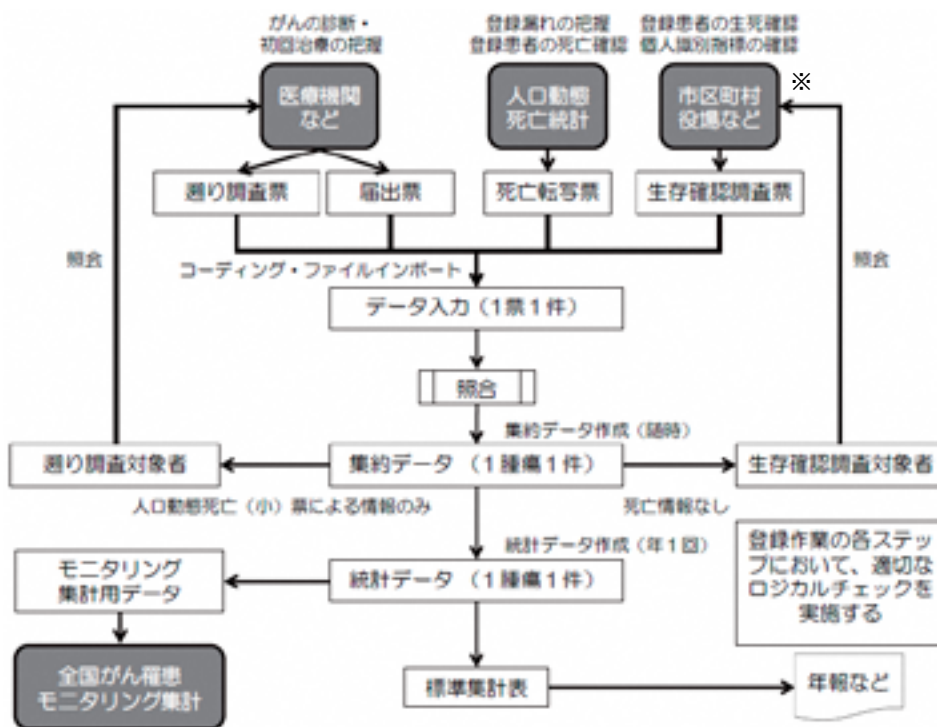 がんの診断・
初回治療の把握
登録漏れの把握
登録患者の死亡確認
登録患者の生死確認
個人識別指標の確認
※
医療機関
など
人口動態
死亡統計
市区町村
役場など
遡り調査票
届出票
死亡転写票
生存確認調査票
照会
照会
コーディング・ファイルインポート
データ入力(1票1件)
照合
集約データ作成(随時)
遡り調査対象者
集約データ (1腫瘍1件)
生存確認調査対象者
人口動態死亡(小)票による情報のみ
死亡情報なし
統計データ作成(年1回)
モニタリング
集計用データ
統計データ (1腫瘍1件)
登録作業の各ステッ
プにおいて、適切な
ロジカルチェックを
実施する
全国がん罹患
モニタリング集計
標準集計表
年報など